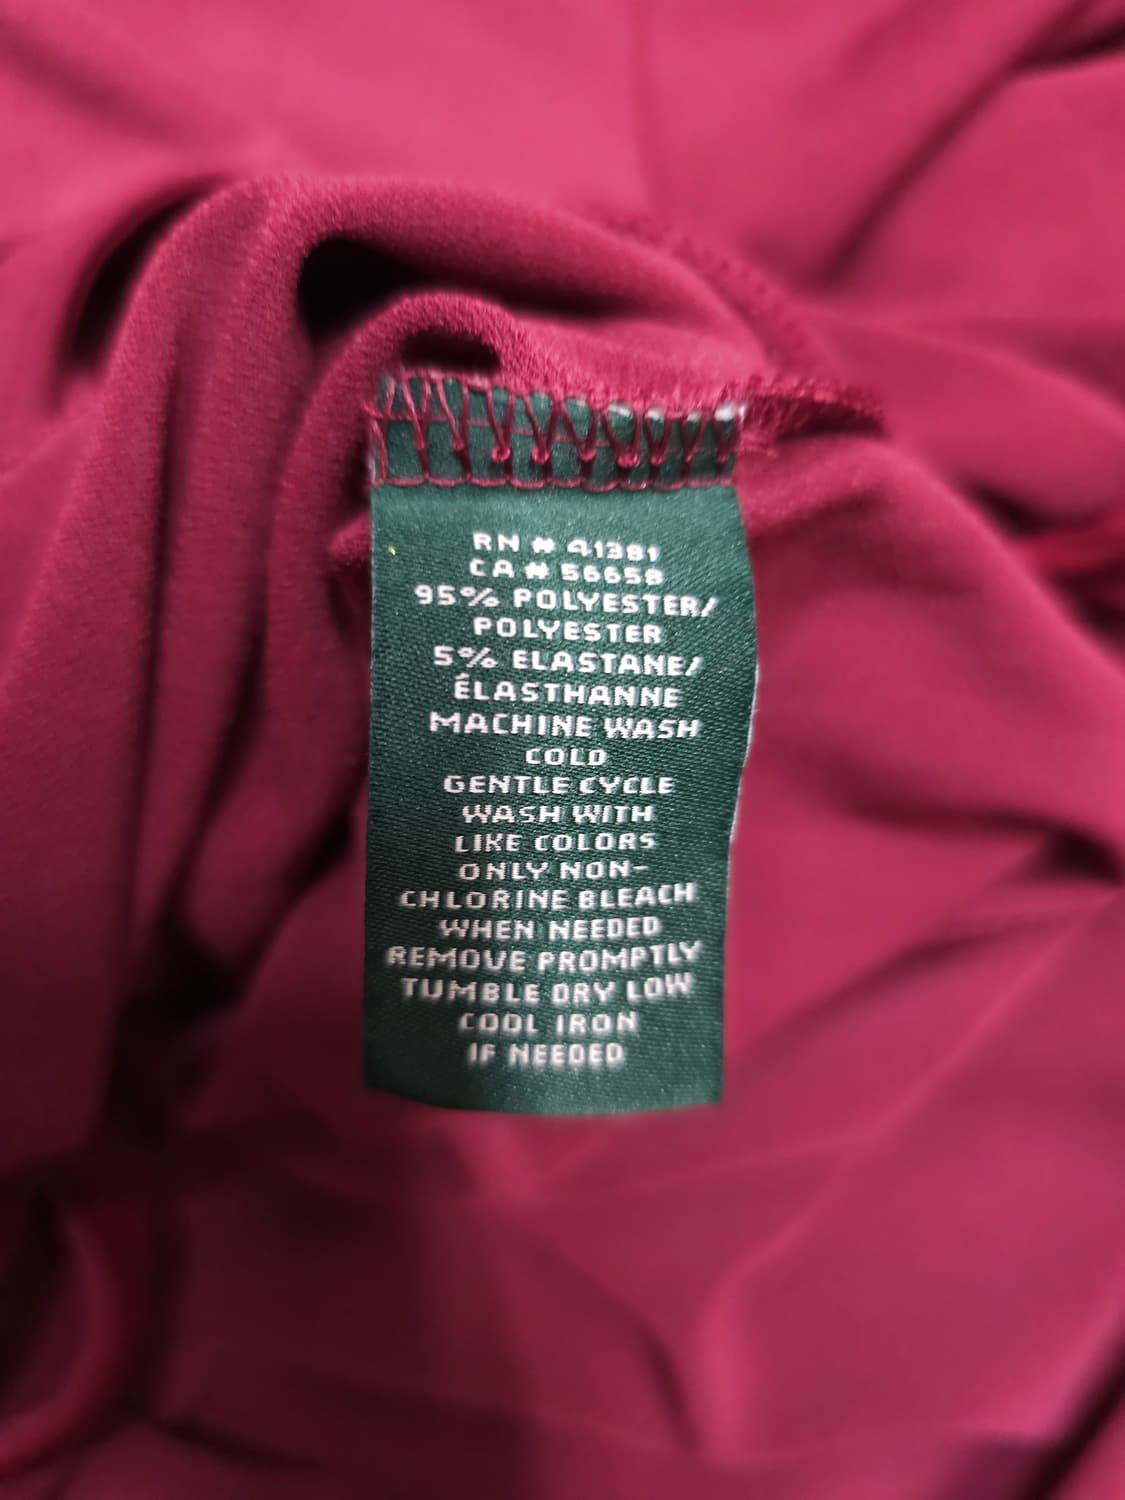 RN # 41381
CA # 56658
95% POLYESTER/
POLYESTER
5% ELASTANE/
ÉLASTHANNE
MACHINE WASH
COLD
GENTLE CYCLE
WASH WITH
LIKE COLORS
ONLY NON-
CHLORINE BLEACH
WHEN NEEDED
REMOVE PROMPTLY
TUMBLE DRY LOW
COOL IRON
IF NEEDED